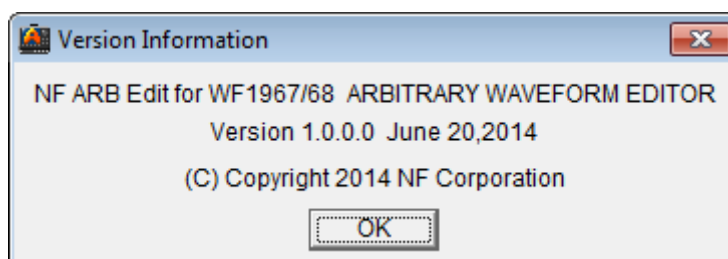 Version Information
NF ARB Edit for WF1967/68 ARBITRARY WAVEFORM EDITOR
Version 1.0.0.0 June 20,2014
(C) Copyright 2014 NF Corporation
OK